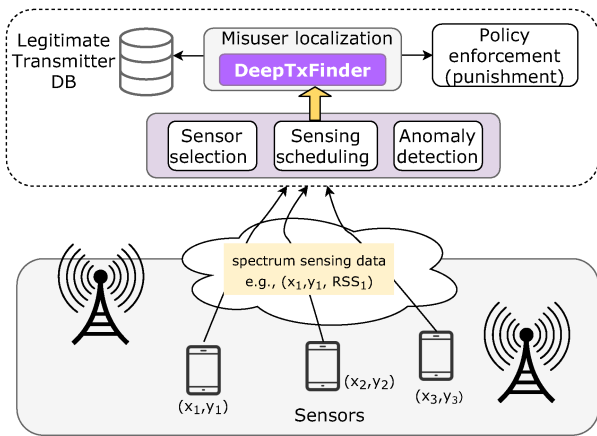 Legitimate
Transmitter
DB
Misuser localization
DeepTxFinder
Policy
enforcement
(punishment)
Sensor
selection
Sensing
scheduling
Anomaly
detection
spectrum sensing data
e.g., (x₁,y₁, RSS₁)
(x₁,y₁)
(x₂,y₂)
(x₃,y₃)
Sensors